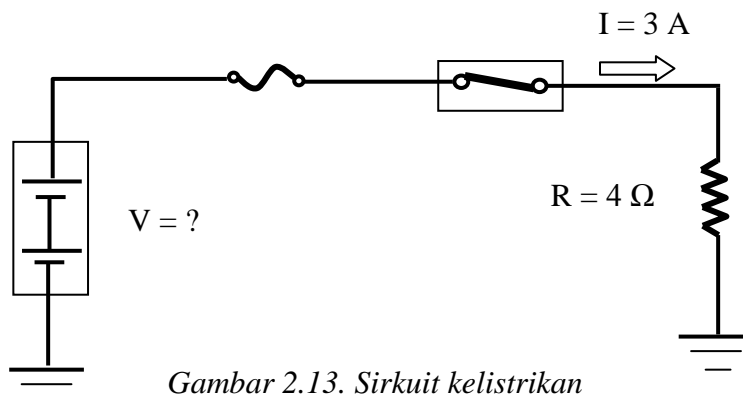 I = 3 A
R = 4 Ω
V = ?
Gambar 2.13. Sirkuit kelistrikan